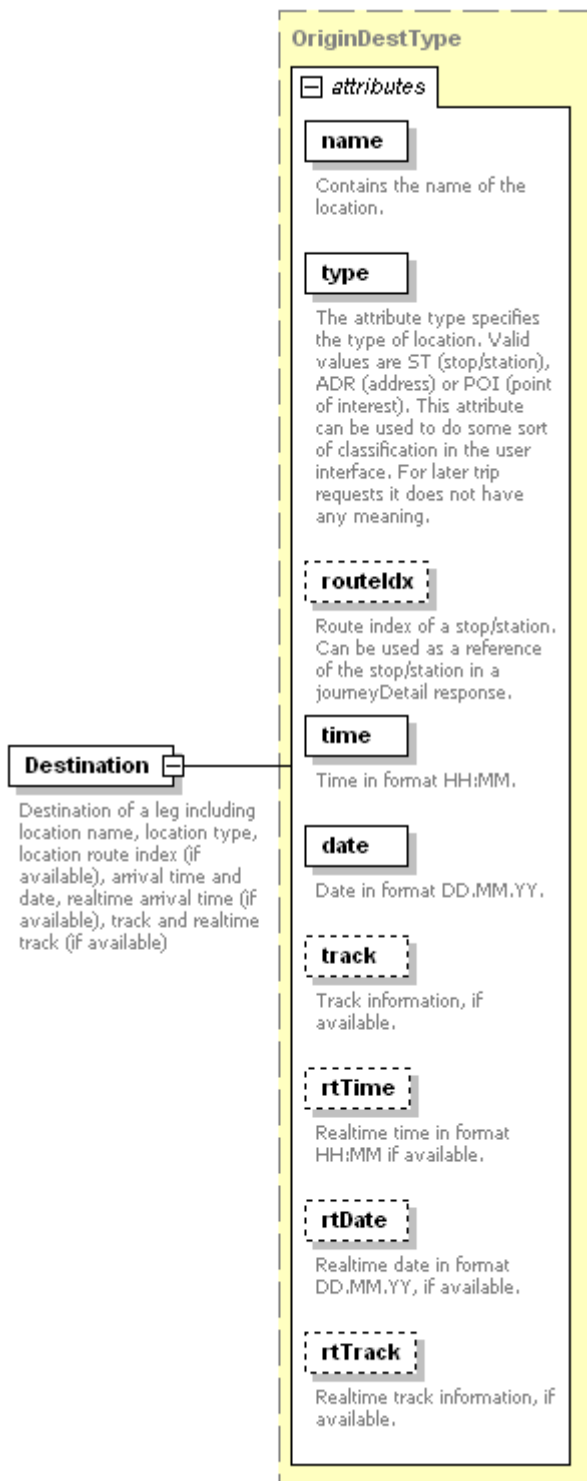 OriginDestType
attributes
name
Contains the name of the
location.
type
The attribute type specifies
the type of location. Valid
values are ST (stop/station),
ADR (address) or POI (point
of interest). This attribute
can be used to do some sort
of classification in the user
interface. For later trip
requests it does not have
any meaning.
routeIdx
Route index of a stop/station.
Can be used as a reference
of the stop/station in a
journeyDetail response.
time
Time in format HH:MM.
Destination
Destination of a leg including
location name, location type,
location route index (if
available), arrival time and
date, realtime arrival time (if
available), track and realtime
track (if available)
date
Date in format DD.MM.YY.
track
Track information, if
available.
rtTime
Realtime time in format
HH:MM if available.
rtDate
Realtime date in format
DD.MM.YY, if available.
rtTrack
Realtime track information, if
available.